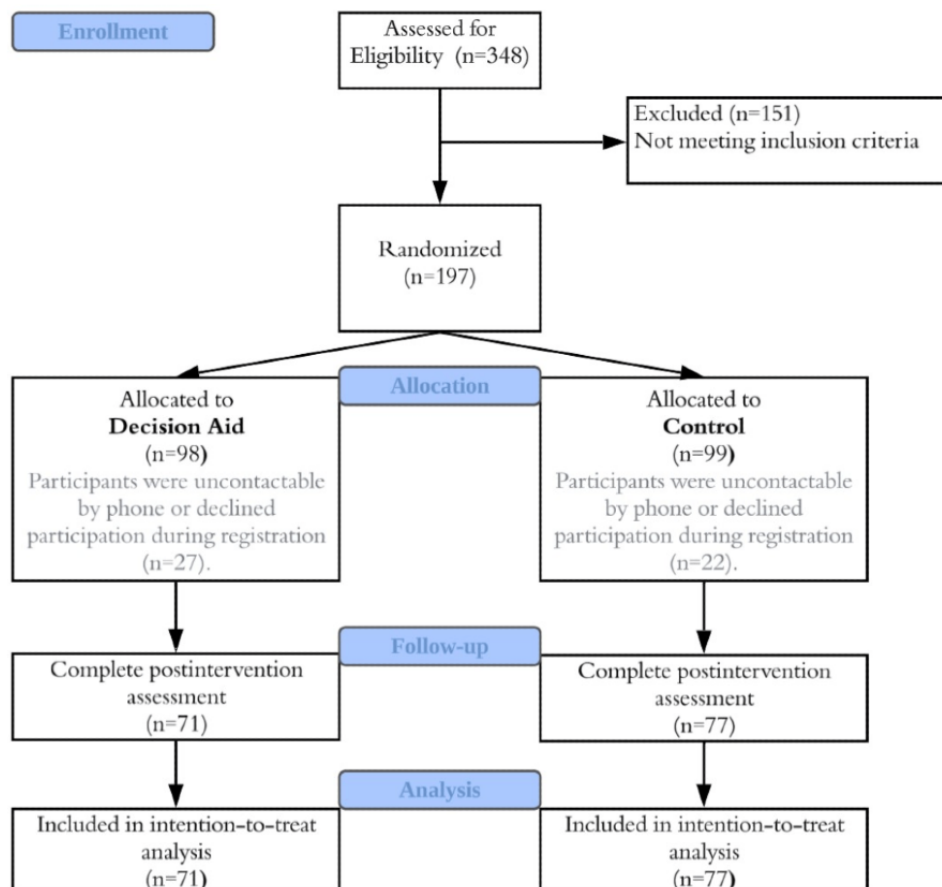 Enrollment
Assessed for
Eligibility (n=348)
Excluded (n=151)
Not meeting inclusion criteria
Randomized
(n=197)
Allocation
Allocated to
Decision Aid
(n=98)
Participants were uncontactable
by phone or declined
participation during registration
(n=27).
Allocated to
Control
(n=99)
Participants were uncontactable
by phone or declined
participation during registration
(n=22).
Follow-up
Complete postintervention
assessment
(n=71)
Complete postintervention
assessment
(n=77)
Analysis
Included in intention-to-treat
analysis
(n=71)
Included in intention-to-treat
analysis
(n=77)